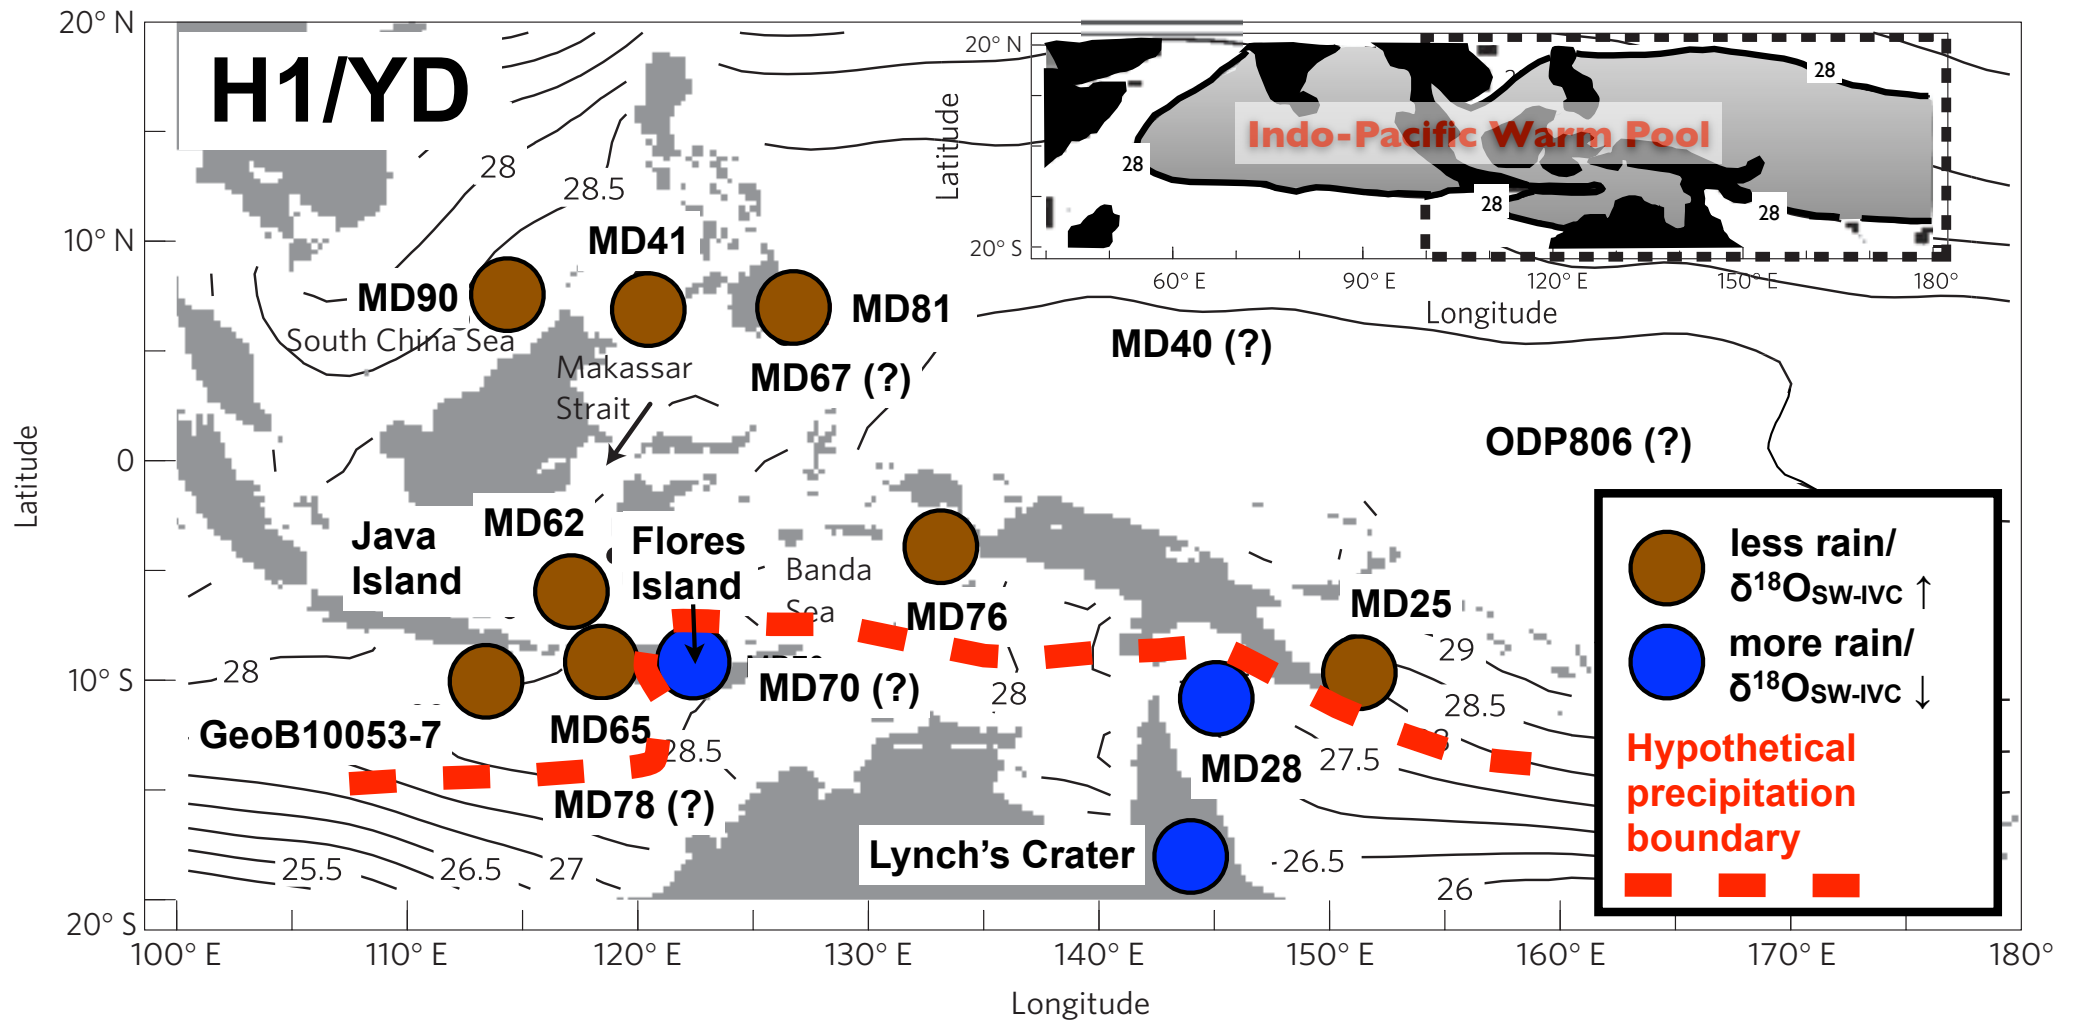 20° N
H1/YD
28
28.5
MD41
10° N
MD90
MD81
South China Sea
Makassar
Strait
MD67 (?)
MD40 (?)
ODP806 (?)
Latitude
0
MD62
Java
Island
Flores
Island
Banda
Sea
MD76
MD25
28
10° S
MD70 (?)
28
29
28.5
GeoB10053-7
MD65
28.5
MD28
27.5
MD78 (?)
Lynch's Crater
25.5
26.5
27
26.5
26
20° S
100° E
110° E
120° E
130° E
140° E
150° E
160° E
170° E
180°
Longitude
20° N
Latitude
20° S
28
28
28
28
Indo-Pacific Warm Pool
60° E
90° E
120° E
150° E
180°
Longitude
less rain/
δ¹⁸OSW-IVC ↑
more rain/
δ¹⁸OSW-IVC ↓
Hypothetical
precipitation
boundary